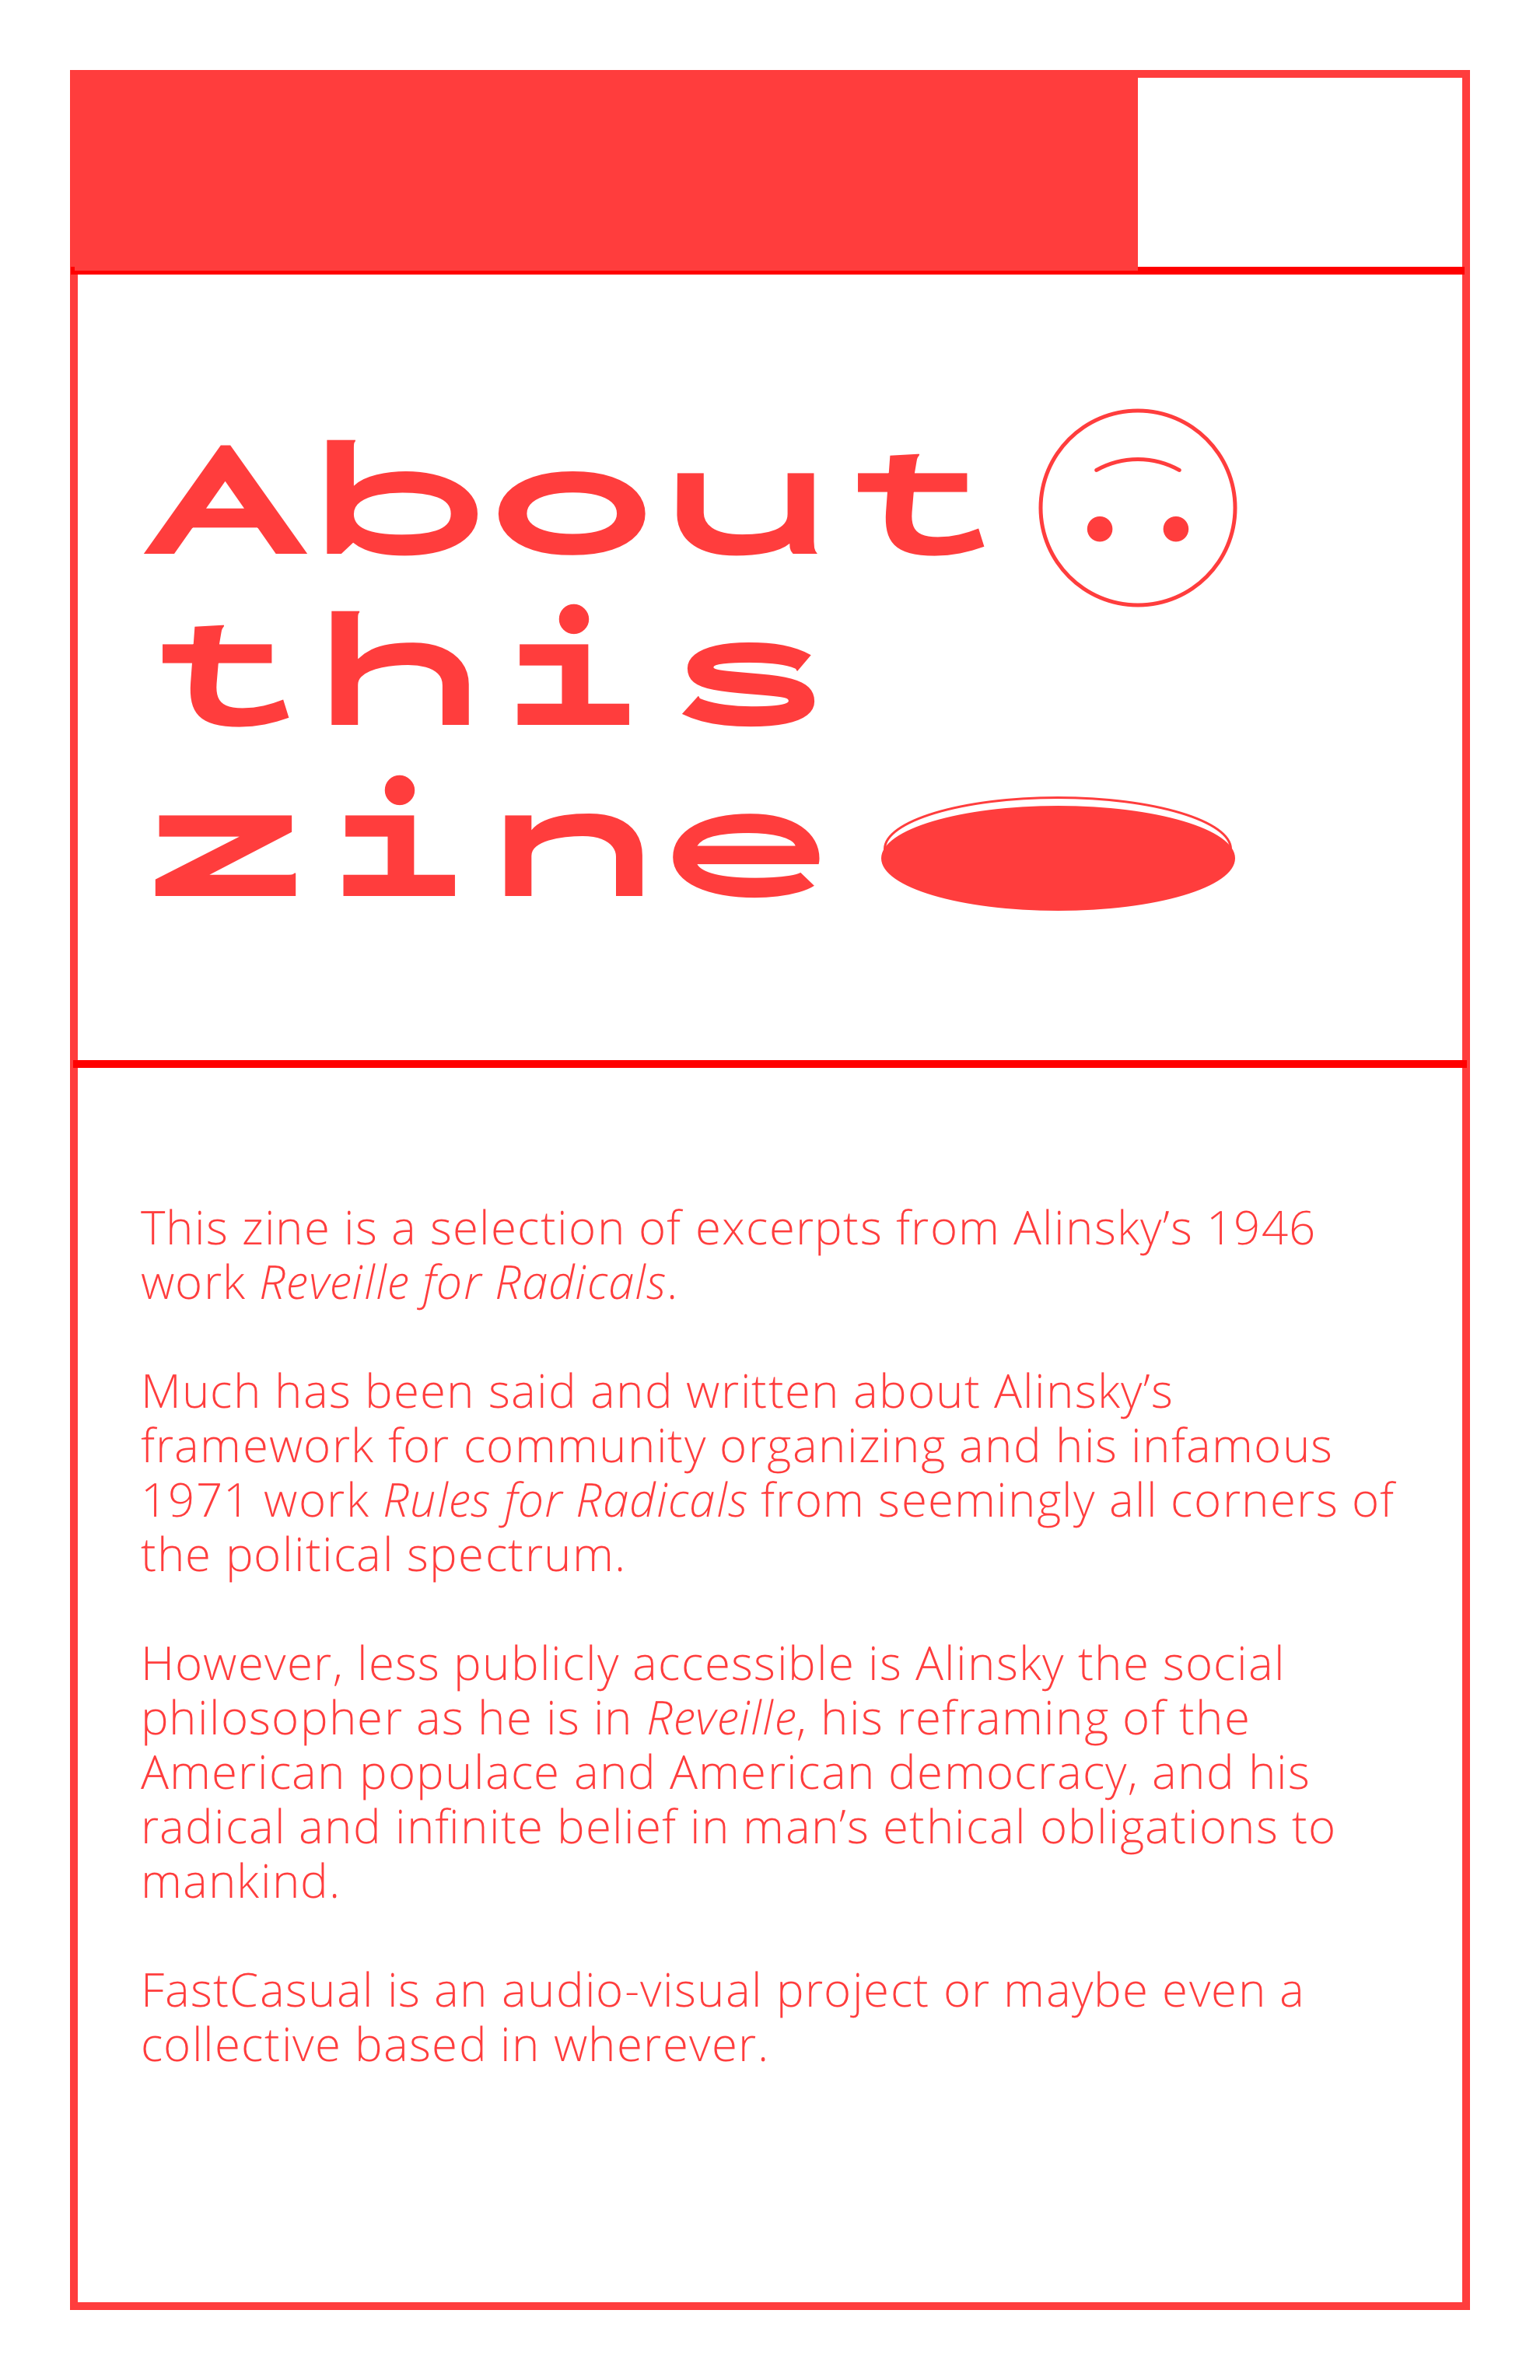 About
this
zine
This zine is a selection of excerpts from Alinsky’s 1946
work Reveille for Radicals.
Much has been said and written about Alinsky’s
framework for community organizing and his infamous
1971 work Rules for Radicals from seemingly all corners of
the political spectrum.
However, less publicly accessible is Alinsky the social
philosopher as he is in Reveille, his reframing of the
American populace and American democracy, and his
radical and infinite belief in man’s ethical obligations to
mankind.
FastCasual is an audio-visual project or maybe even a
collective based in wherever.